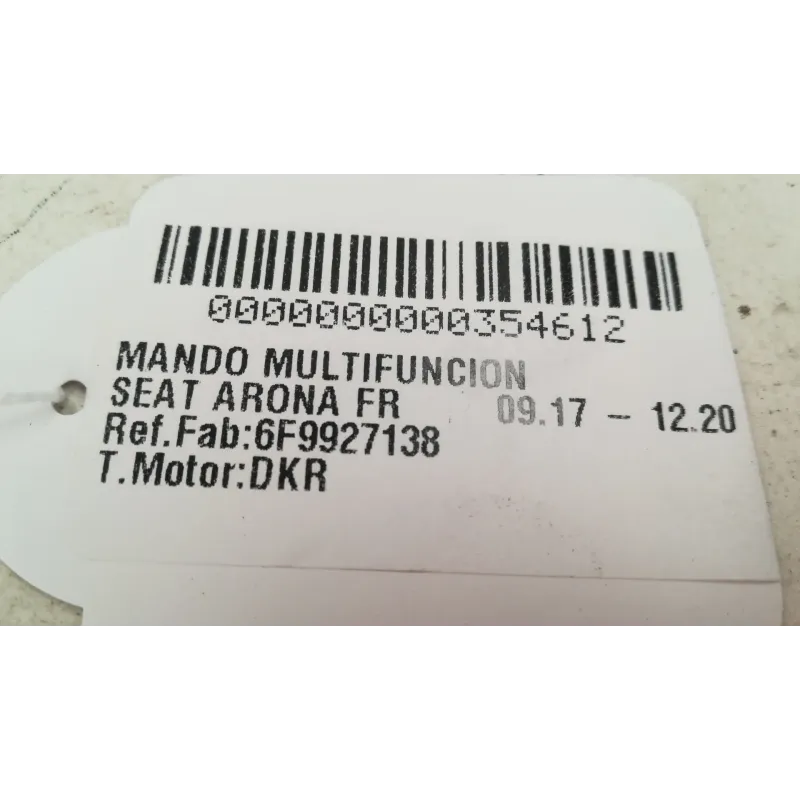 0000000000354612
MANDO MULTIFUNCION
SEAT ARONA FR 09.17 - 12.20
Ref.Fab:6F9927138
T.Motor:DKR